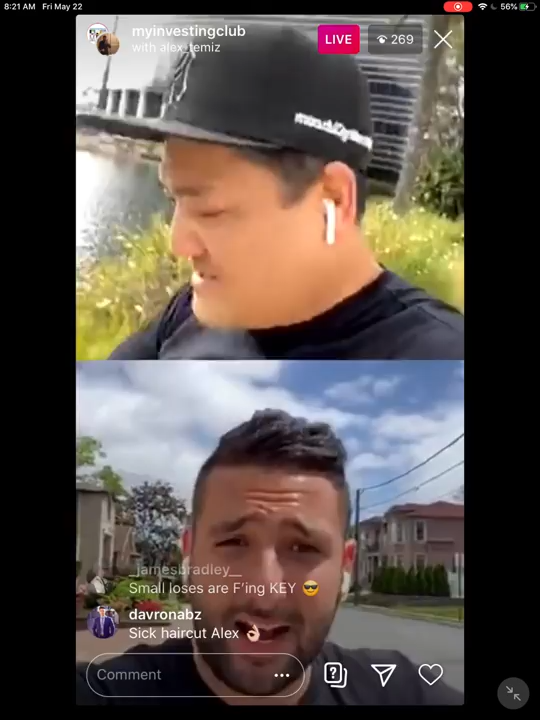 8:21 AM Fri May 22
56%
myinvestingclub
with alex_temiz
LIVE
269
_jamesbradley__
Small loses are F'ing KEY 😎
davronabz
Sick haircut Alex 👌🏼
Comment